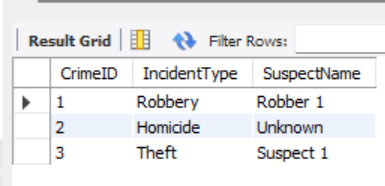 Result Grid Filter Rows:
CrimeID IncidentType SuspectName
1 Robbery Robber 1
2 Homicide Unknown
3 Theft Suspect 1